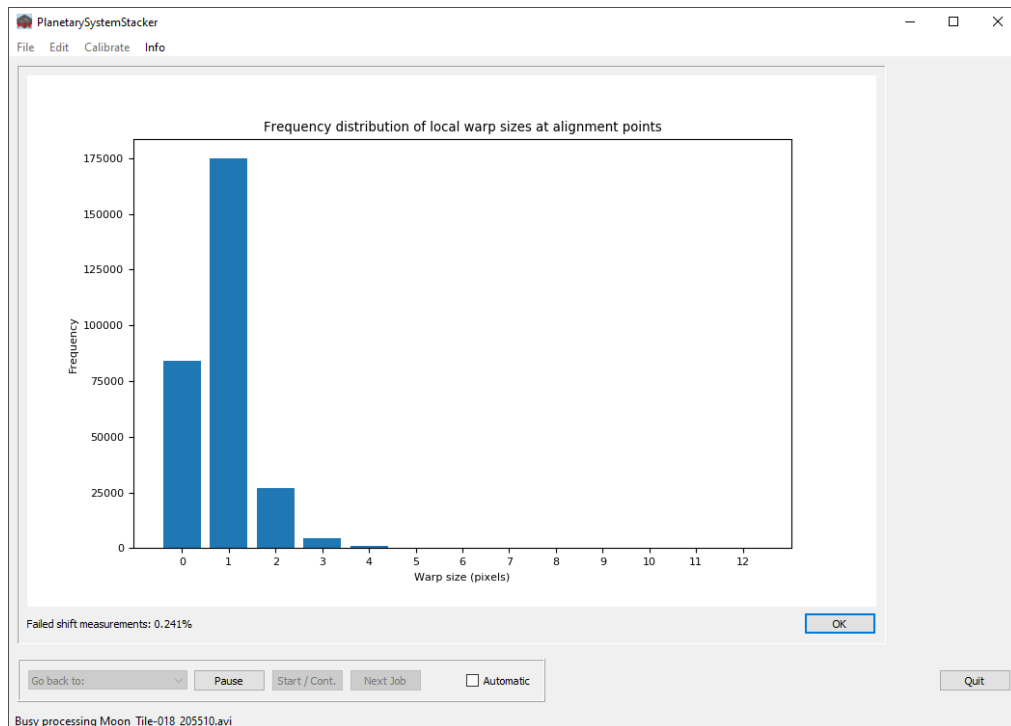 PlanetarySystemStacker
File Edit Calibrate Info
Frequency distribution of local warp sizes at alignment points
175000
150000
125000
100000
75000
50000
25000
0
Frequency
0 1 2 3 4 5 6 7 8 9 10 11 12
Warp size (pixels)
Failed shift measurements: 0.241%
OK
Go back to: Pause Start / Cont. Next Job Automatic Quit
Busy processing Moon_Tile-018_205510.avi